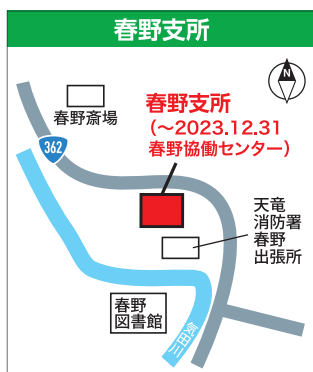 春野支所
N
春野斎場
362
春野支所
(～2023.12.31
春野協働センター)
天竜
消防署
春野
出張所
春野
図書館
気田川